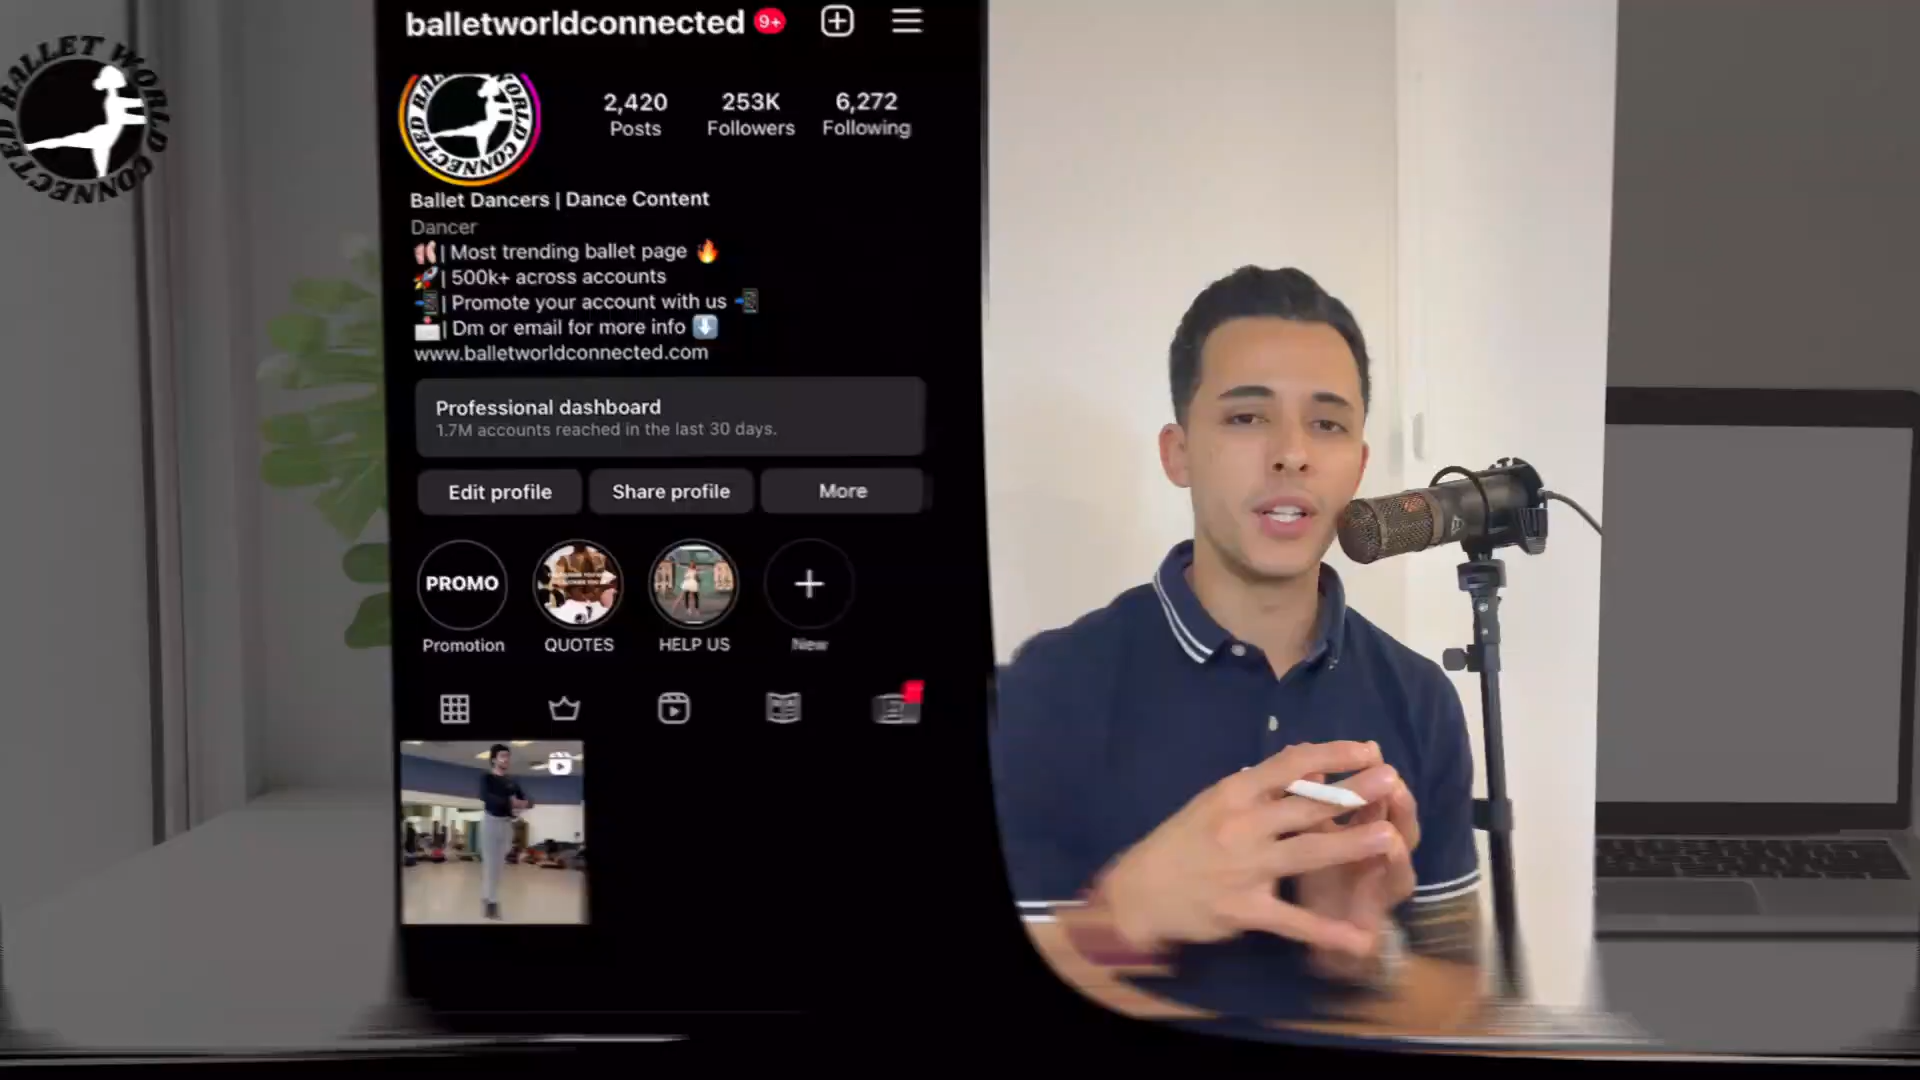 BALLET WORLD CONNECTED
balletworldconnected 9+
2,420 253K 6,272
Posts Followers Following
Ballet Dancers | Dance Content
Dancer
| Most trending ballet page 🔥
🚀| 500k+ across accounts
📲| Promote your account with us 📲
📩| Dm or email for more info ⬇️
www.balletworldconnected.com
Professional dashboard
1.7M accounts reached in the last 30 days.
Edit profile Share profile More
PROMO
Promotion QUOTES HELP US New